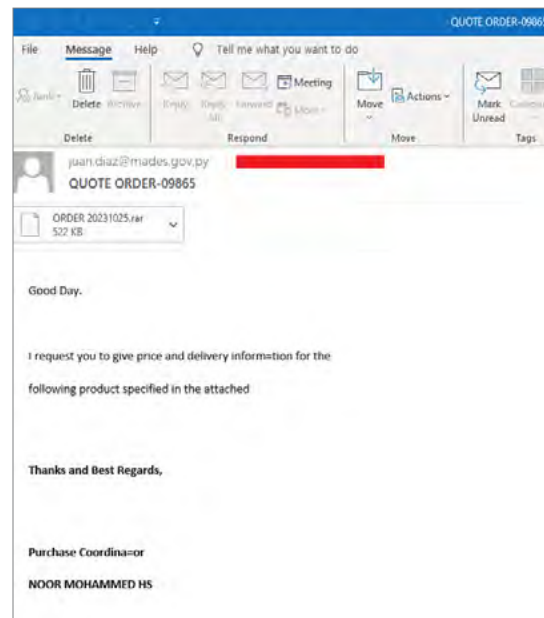 QUOTE ORDER-09865
File Message Help Tell me what you want to do
Junk Delete Archive Reply Reply All Forward Meeting More Move Actions Mark Unread
Delete Respond Move Tags
juan.diaz@mades.gov.py
QUOTE ORDER-09865
ORDER 20231025.rar
522 KB
Good Day.
I request you to give price and delivery inform=tion for the
following product specified in the attached
Thanks and Best Regards,
Purchase Coordina=or
NOOR MOHAMMED HS